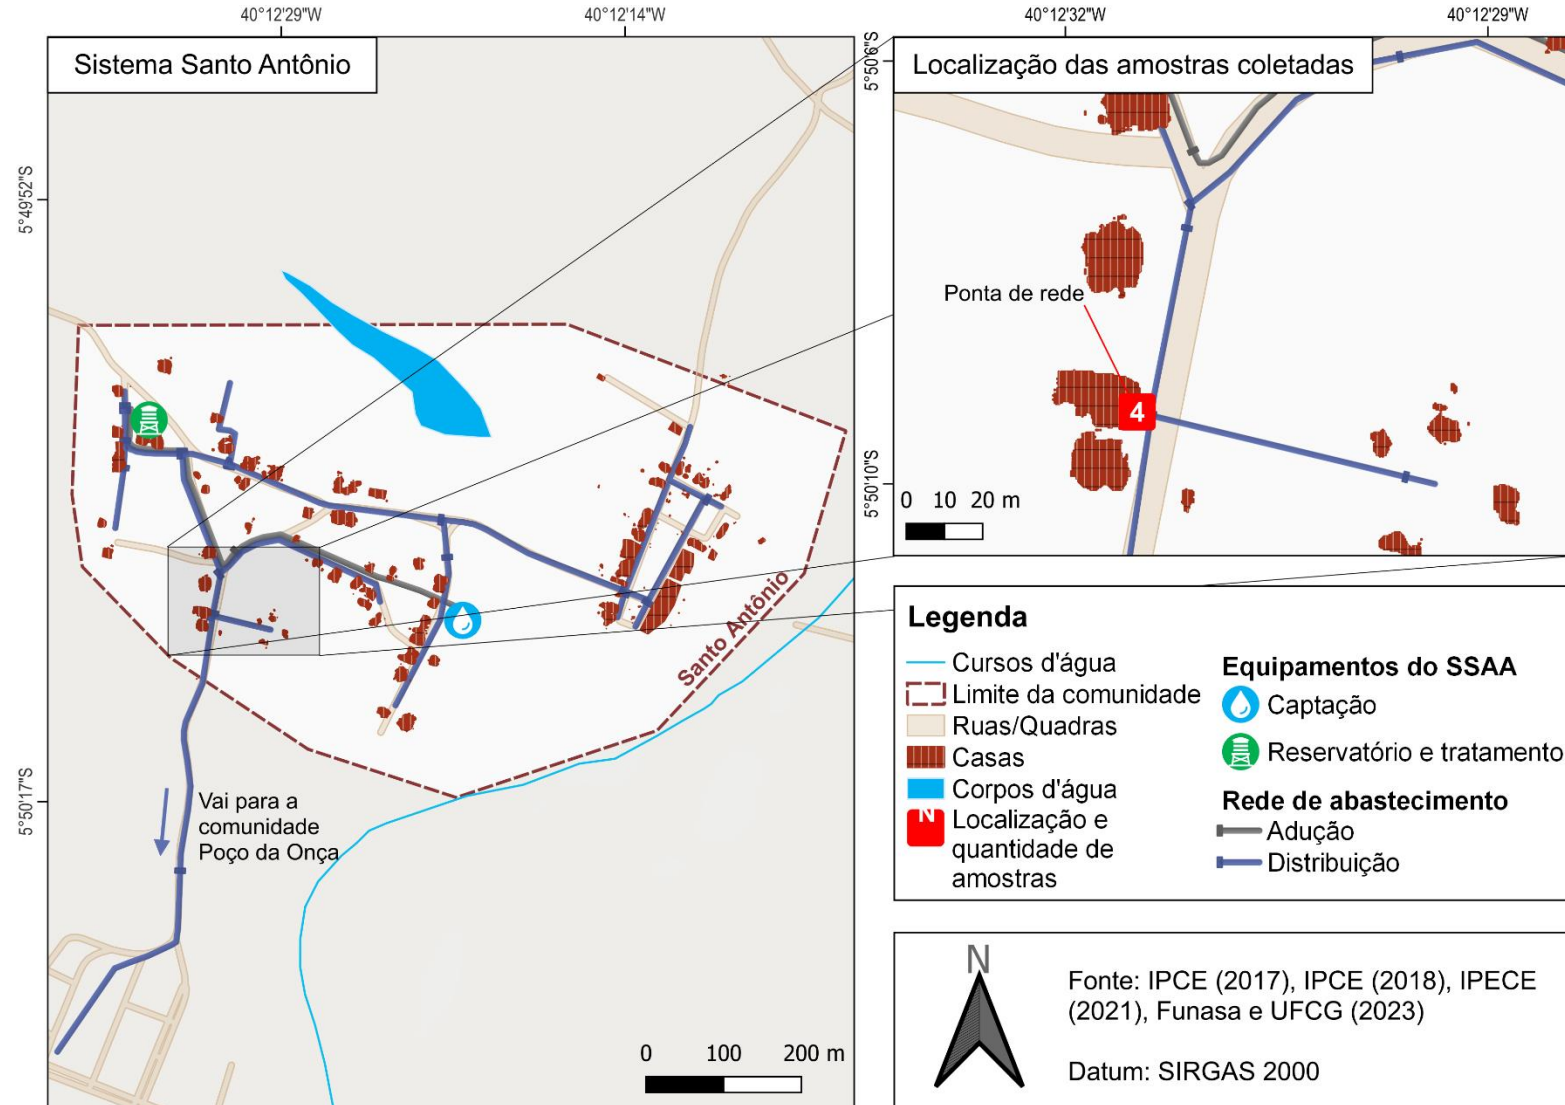 40°12'29"W
40°12'14"W
40°12'32"W
40°12'29"W
Sistema Santo Antônio
5°49'52"S
5°50'17"S
Santo Antônio
Vai para a
comunidade
Poço da Onça
0 100 200 m
Localização das amostras coletadas
5°50'6"S
5°50'10"S
Ponta de rede
4
0 10 20 m
Legenda
Cursos d'água
Limite da comunidade
Ruas/Quadras
Casas
Corpos d'água
N
Localização e
quantidade de
amostras
Equipamentos do SSAA
Captação
Reservatório e tratamento
Rede de abastecimento
Adução
Distribuição
N
Fonte: IPCE (2017), IPCE (2018), IPECE
(2021), Funasa e UFCG (2023)
Datum: SIRGAS 2000